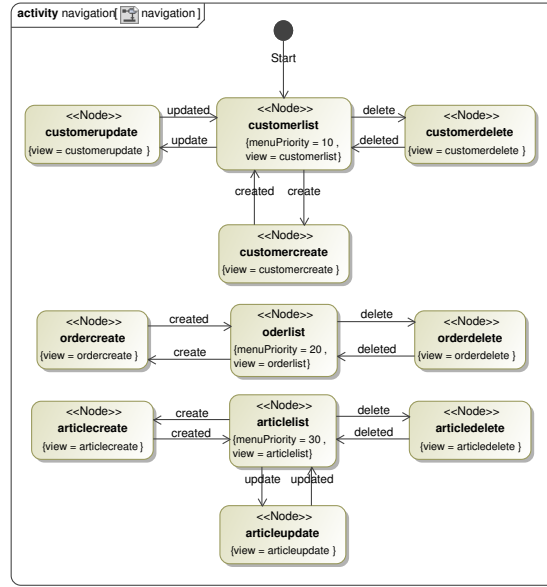 activity navigation[ navigation ]
Start
<<Node>>
customerupdate
{view = customerupdate }
updated
update
<<Node>>
customerlist
{menuPriority = 10 ,
view = customerlist}
delete
deleted
<<Node>>
customerdelete
{view = customerdelete }
created
create
<<Node>>
customercreate
{view = customercreate }
<<Node>>
ordercreate
{view = ordercreate }
created
create
<<Node>>
oderlist
{menuPriority = 20 ,
view = orderlist}
delete
deleted
<<Node>>
orderdelete
{view = orderdelete }
<<Node>>
articlecreate
{view = articlecreate }
create
created
<<Node>>
articlelist
{menuPriority = 30 ,
view = articlelist}
delete
deleted
<<Node>>
articledelete
{view = articledelete }
update
updated
<<Node>>
articleupdate
{view = articleupdate }